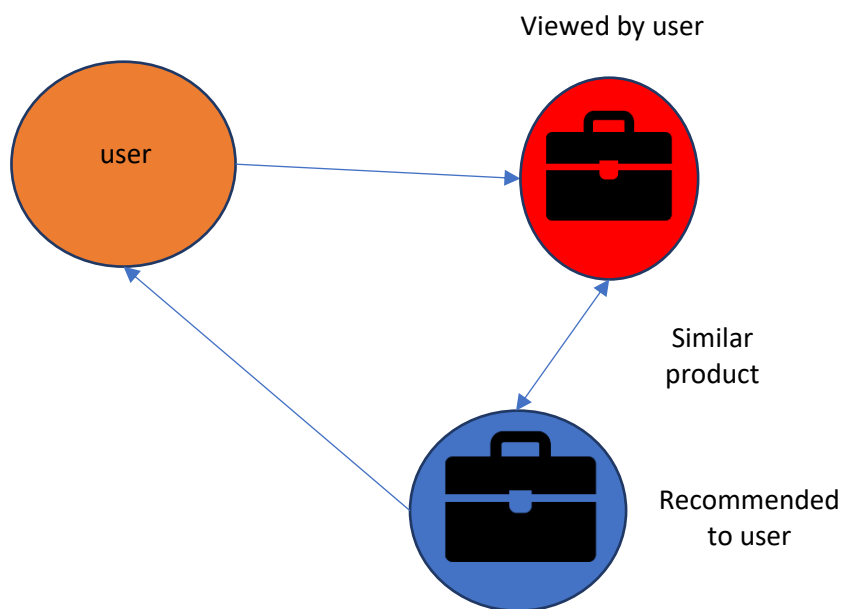 Viewed by user
user
Similar
product
Recommended
to user